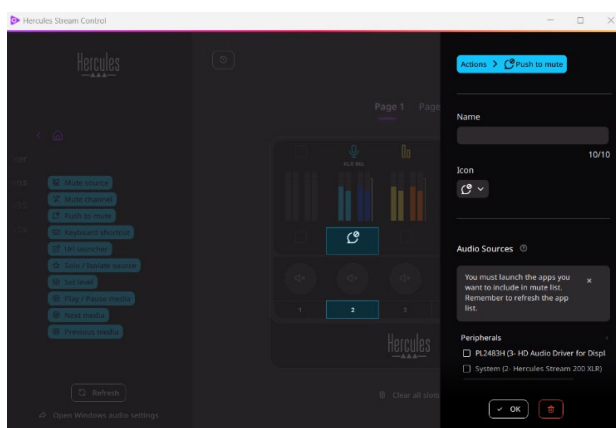 Hercules Stream Control
Hercules
Page 1
Page
Actions > Push to mute
Name
10/10
Icon
Mute source
Mute channel
Push to mute
Keyboard shortcut
Url launcher
Solo / Isolate source
Set level
Play / Pause media
Next media
Previous media
XLR MIC
1
2
3
Hercules
Audio Sources
You must launch the apps you
want to include in mute list.
Remember to refresh the app
list.
Peripherals
PL2483H (3- HD Audio Driver for Displ
System (2- Hercules Stream 200 XLR)
Refresh
Clear all slots
Open Windows audio settings
OK